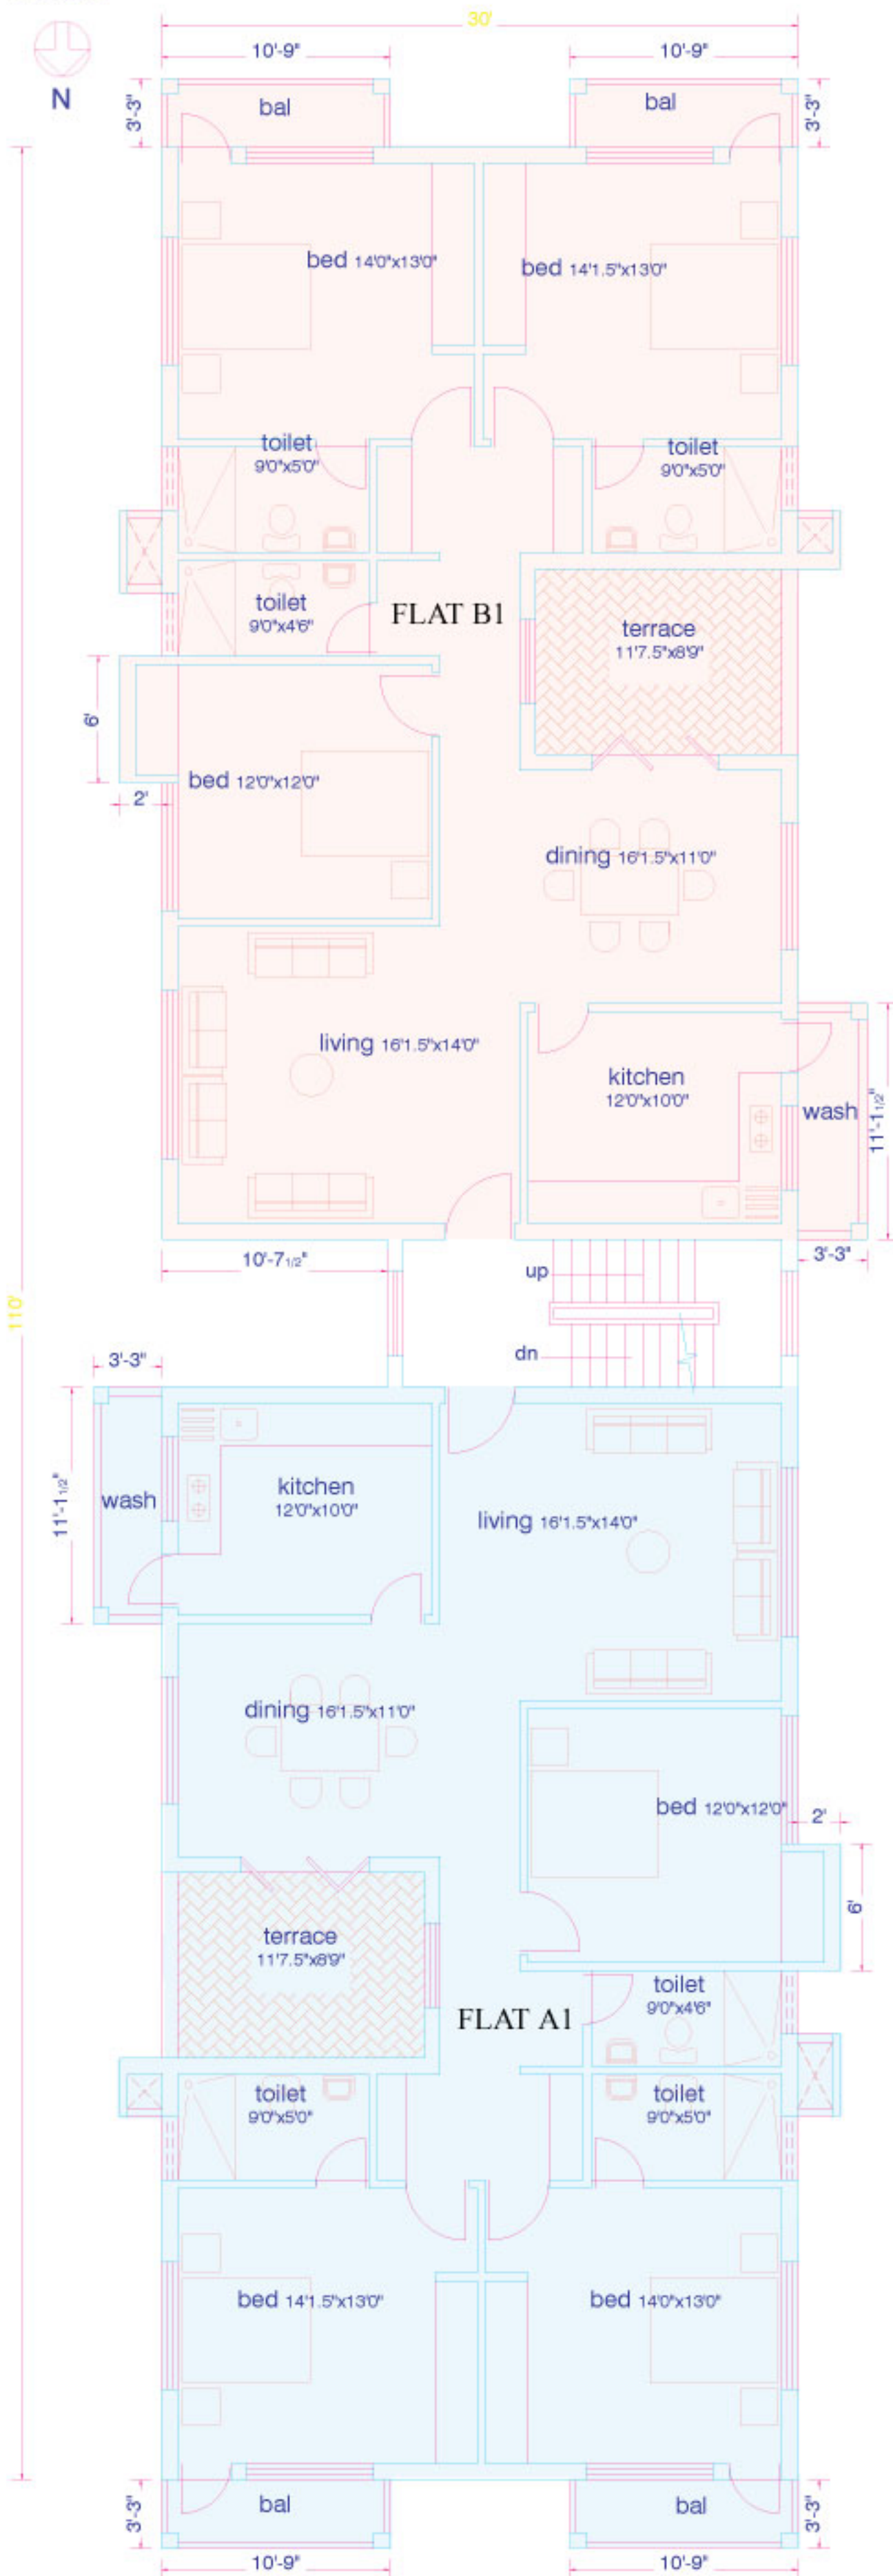 30'
10'-9"
10'-9"
N
3'-3"
bal
bal
3'-3"
bed 14'0"x13'0"
bed 14'1.5"x13'0"
toilet
9'0"x5'0"
toilet
9'0"x5'0"
toilet
9'0"x4'6"
FLAT B1
terrace
11'7.5"x8'9"
6'
2'
bed 12'0"x12'0"
dining 16'1.5"x11'0"
living 16'1.5"x14'0"
kitchen
12'0"x10'0"
wash
11'-1 1/2"
10'-7 1/2"
up
3'-3"
110'
dn
3'-3"
11'-1 1/2"
wash
kitchen
12'0"x10'0"
living 16'1.5"x14'0"
dining 16'1.5"x11'0"
bed 12'0"x12'0"
2'
6'
terrace
11'7.5"x8'9"
toilet
9'0"x4'6"
FLAT A1
toilet
9'0"x5'0"
toilet
9'0"x5'0"
bed 14'1.5"x13'0"
bed 14'0"x13'0"
3'-3"
bal
bal
3'-3"
10'-9"
10'-9"